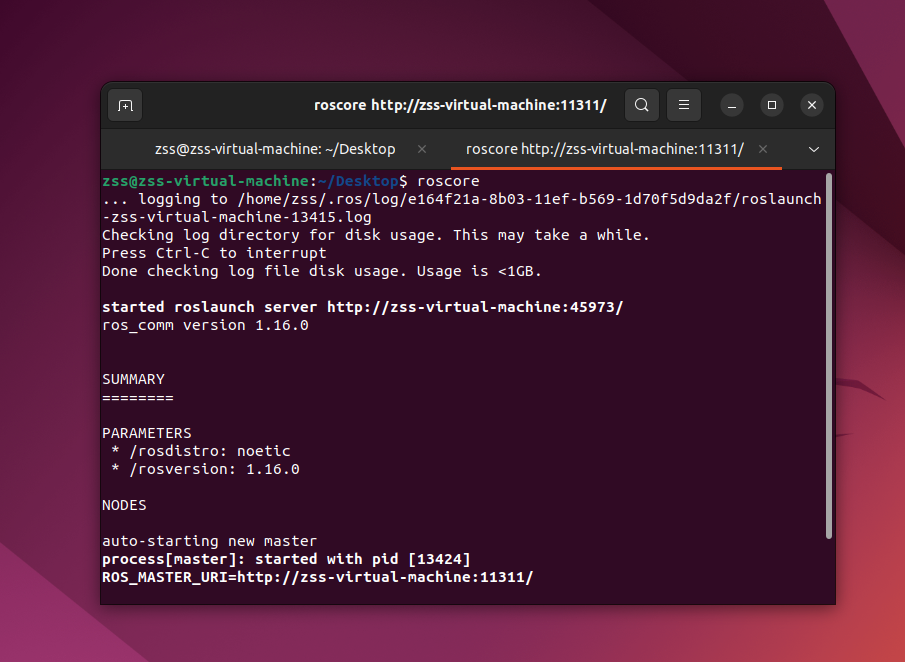 roscore http://zss-virtual-machine:11311/
zss@zss-virtual-machine: ~/Desktop
roscore http://zss-virtual-machine:11311/
zss@zss-virtual-machine:~/Desktop$ roscore
... logging to /home/zss/.ros/log/e164f21a-8b03-11ef-b569-1d70f5d9da2f/roslaunch
-zss-virtual-machine-13415.log
Checking log directory for disk usage. This may take a while.
Press Ctrl-C to interrupt
Done checking log file disk usage. Usage is <1GB.
started roslaunch server http://zss-virtual-machine:45973/
ros_comm version 1.16.0
SUMMARY
========
PARAMETERS
 * /rosdistro: noetic
 * /rosversion: 1.16.0
NODES
auto-starting new master
process[master]: started with pid [13424]
ROS_MASTER_URI=http://zss-virtual-machine:11311/